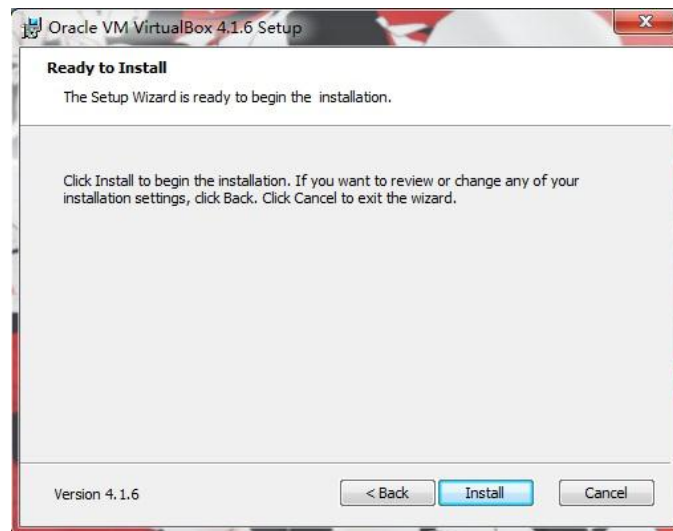 Oracle VM VirtualBox 4.1.6 Setup
Ready to Install
The Setup Wizard is ready to begin the installation.
Click Install to begin the installation. If you want to review or change any of your
installation settings, click Back. Click Cancel to exit the wizard.
Version 4.1.6
< Back
Install
Cancel